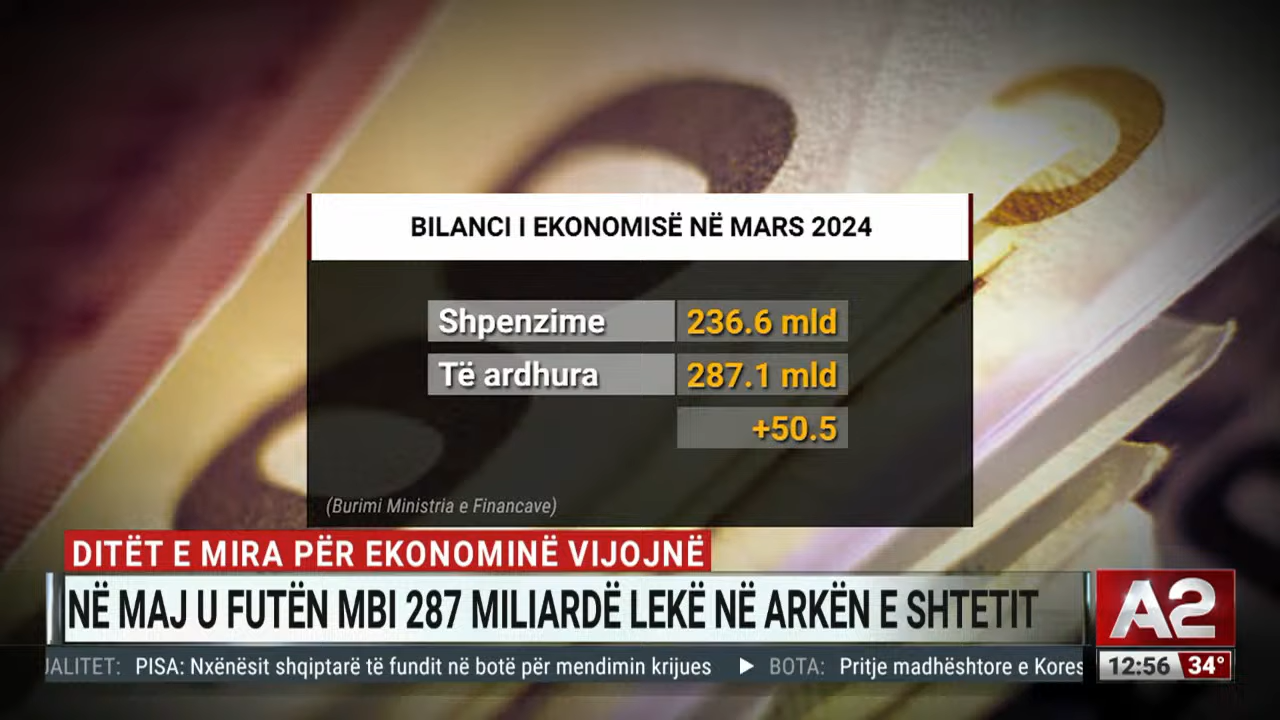 BILANCI I EKONOMISË NË MARS 2024
Shpenzime 236.6 mld
Të ardhura 287.1 mld
+50.5
(Burimi Ministria e Financave)
DITËT E MIRA PËR EKONOMINË VIJOJNË
NË MAJ U FUTËN MBI 287 MILIARDË LEKË NË ARKËN E SHTETIT
A2
UALITET: PISA: Nxënësit shqiptarë të fundit në botë për mendimin krijues ▶ BOTA: Pritje madhështore e Kores
12:56 34°